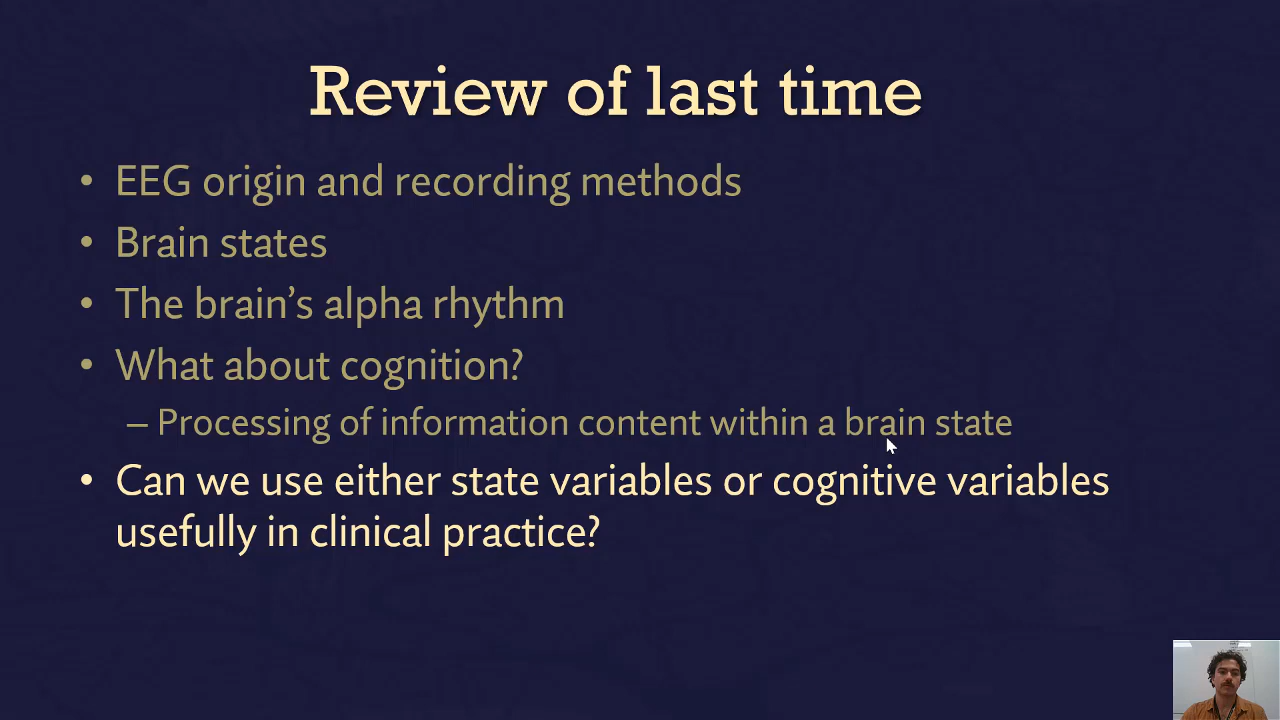 Review of last time
• EEG origin and recording methods
• Brain states
• The brain’s alpha rhythm
• What about cognition?
– Processing of information content within a brain state
• Can we use either state variables or cognitive variables
usefully in clinical practice?